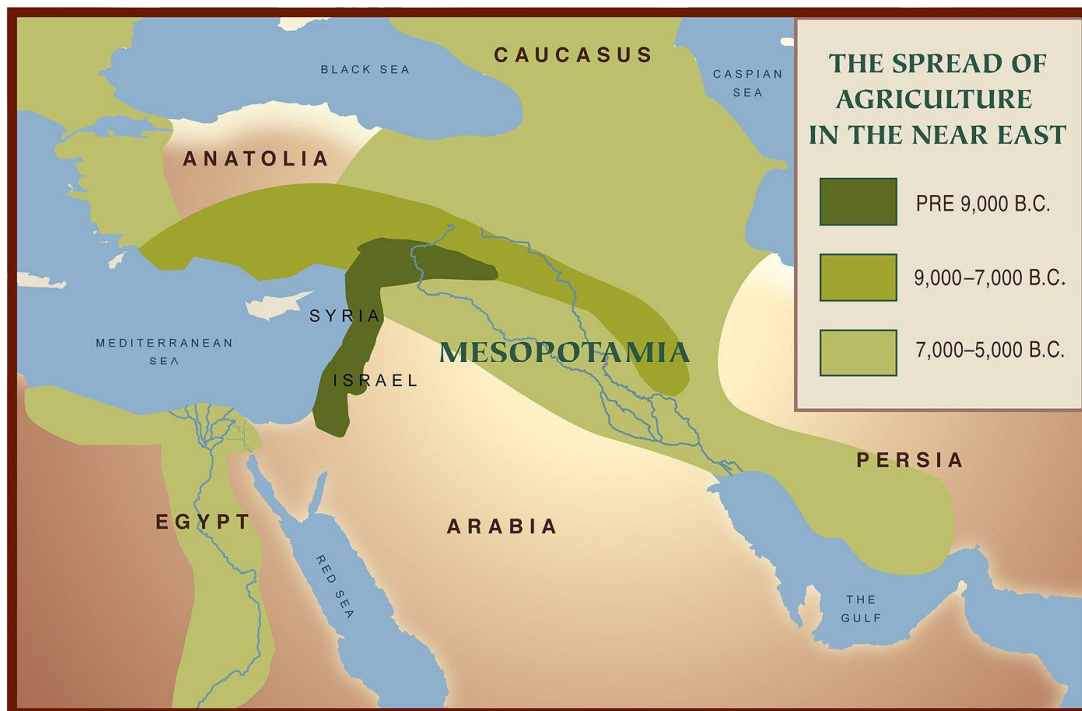 THE SPREAD OF
AGRICULTURE
IN THE NEAR EAST
PRE 9,000 B.C.
9,000–7,000 B.C.
7,000–5,000 B.C.
BLACK SEA
CAUCASUS
CASPIAN
SEA
ANATOLIA
SYRIA
MEDITERRANEAN
SEA
MESOPOTAMIA
ISRAEL
PERSIA
EGYPT
ARABIA
RED SEA
THE
GULF